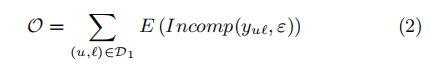 𝒪 = ∑_{(u,ℓ)∈𝒟₁} E (Incomp(y_{uℓ}, ε)) (2)